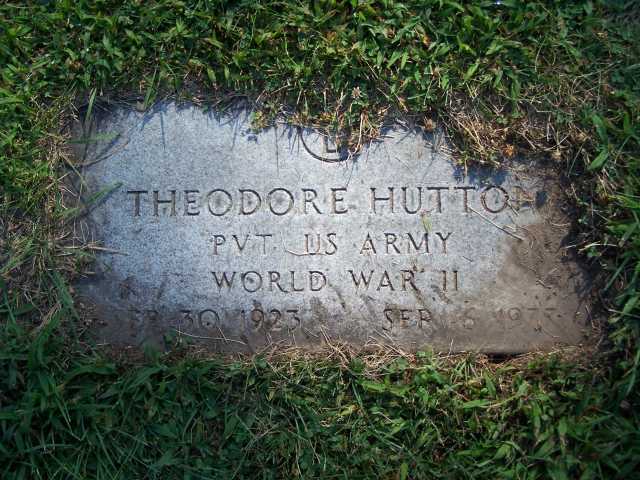 THEODORE HUTTON
PVT US ARMY
WORLD WAR II
30 1923 SEP 6